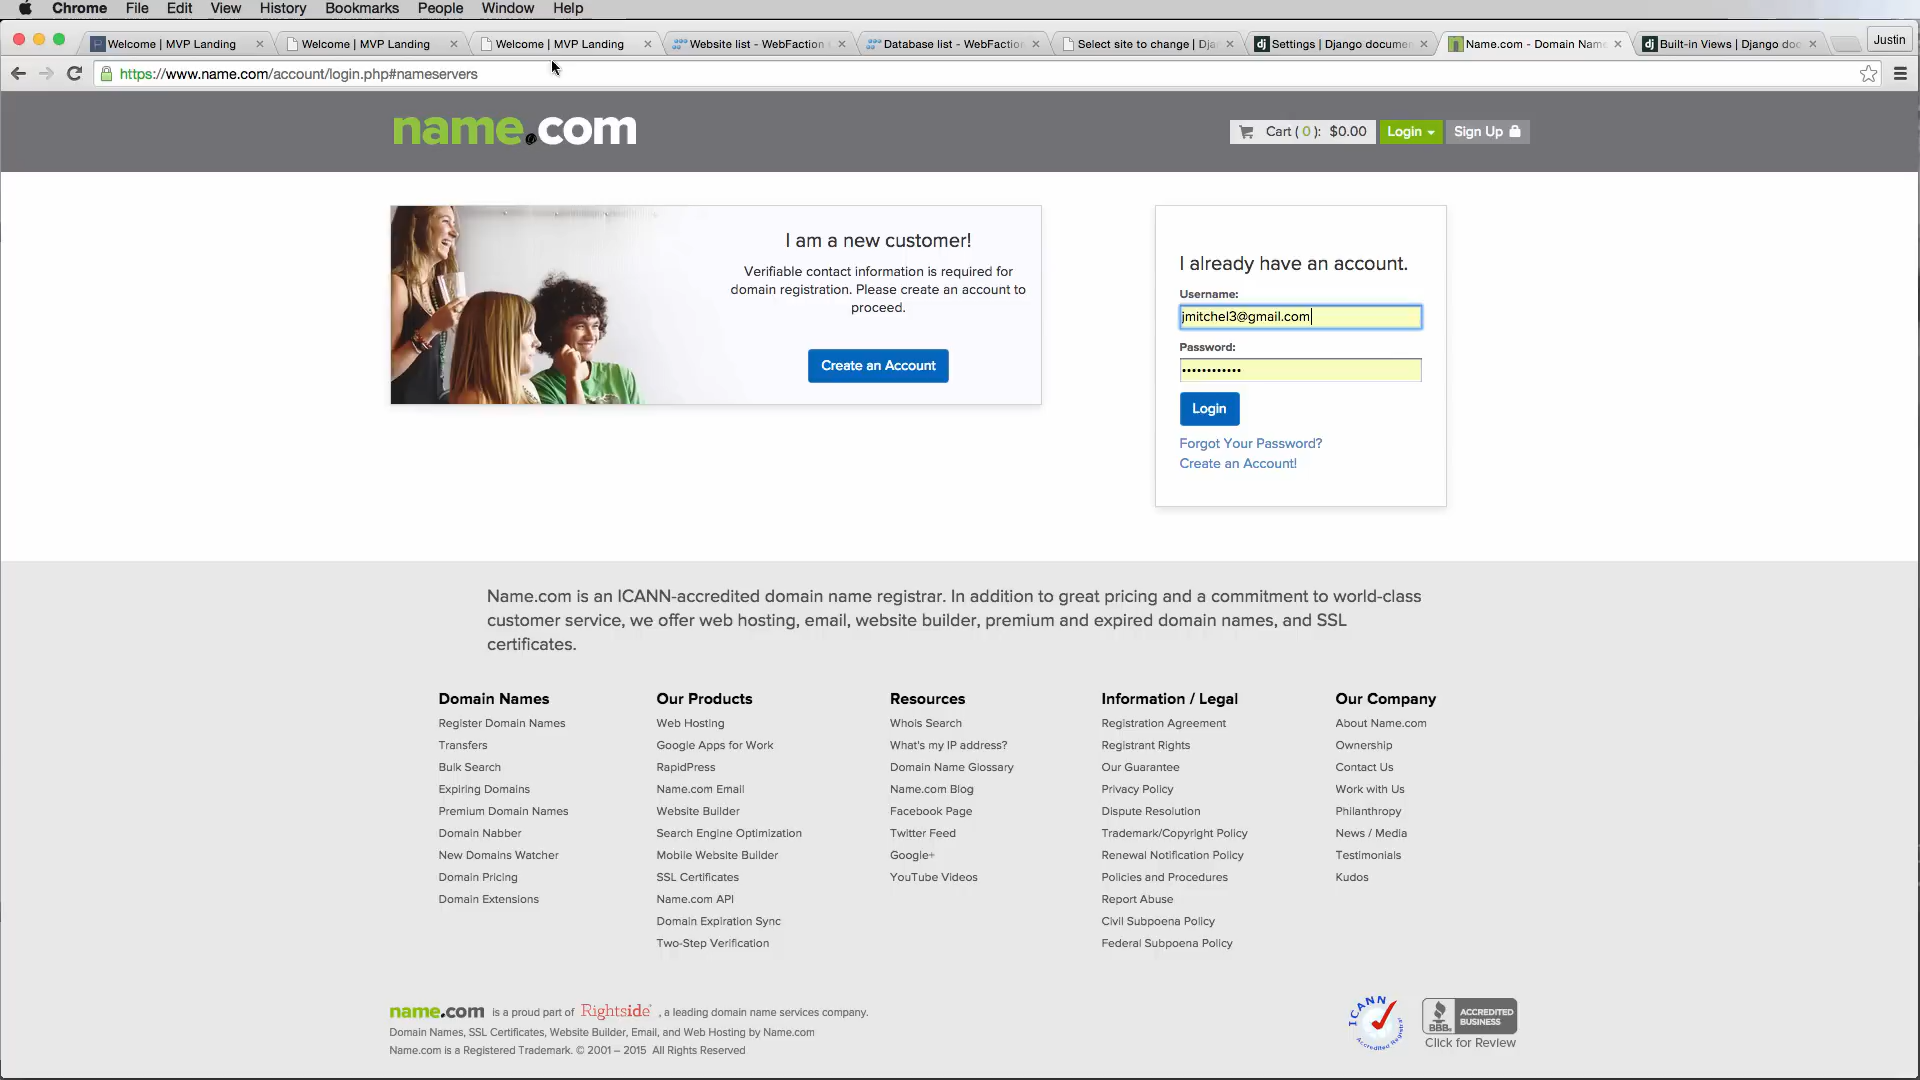 Chrome File Edit View History Bookmarks People Window Help
Welcome | MVP Landing
Welcome | MVP Landing
Welcome | MVP Landing
Website list - WebFaction
Database list - WebFaction
Select site to change | Dja
Settings | Django documen
Name.com - Domain Name
Built-in Views | Django doc
Justin
https://www.name.com/account/login.php#nameservers
name.com
Cart ( 0 ): $0.00
Login
Sign Up
I am a new customer!
Verifiable contact information is required for
domain registration. Please create an account to
proceed.
Create an Account
I already have an account.
Username:
jmitchel3@gmail.com
Password:
••••••••••••
Login
Forgot Your Password?
Create an Account!
Name.com is an ICANN-accredited domain name registrar. In addition to great pricing and a commitment to world-class
customer service, we offer web hosting, email, website builder, premium and expired domain names, and SSL
certificates.
Domain Names
Register Domain Names
Transfers
Bulk Search
Expiring Domains
Premium Domain Names
Domain Nabber
New Domains Watcher
Domain Pricing
Domain Extensions
Our Products
Web Hosting
Google Apps for Work
RapidPress
Name.com Email
Website Builder
Search Engine Optimization
Mobile Website Builder
SSL Certificates
Name.com API
Domain Expiration Sync
Two-Step Verification
Resources
Whois Search
What's my IP address?
Domain Name Glossary
Name.com Blog
Facebook Page
Twitter Feed
Google+
YouTube Videos
Information / Legal
Registration Agreement
Registrant Rights
Our Guarantee
Privacy Policy
Dispute Resolution
Trademark/Copyright Policy
Renewal Notification Policy
Policies and Procedures
Report Abuse
Civil Subpoena Policy
Federal Subpoena Policy
Our Company
About Name.com
Ownership
Contact Us
Work with Us
Philanthropy
News / Media
Testimonials
Kudos
name.com is a proud part of Rightside , a leading domain name services company.
Domain Names, SSL Certificates, Website Builder, Email, and Web Hosting by Name.com
Name.com is a Registered Trademark. © 2001 – 2015 All Rights Reserved
ICANN
Accredited Registrar
BBB.
ACCREDITED
BUSINESS
Click for Review